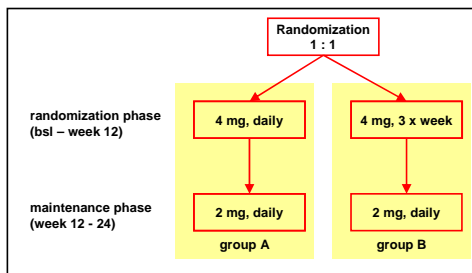 Randomization
1 : 1
randomization phase
(bsl – week 12)
4 mg, daily
4 mg, 3 x week
maintenance phase
(week 12 - 24)
2 mg, daily
2 mg, daily
group A
group B